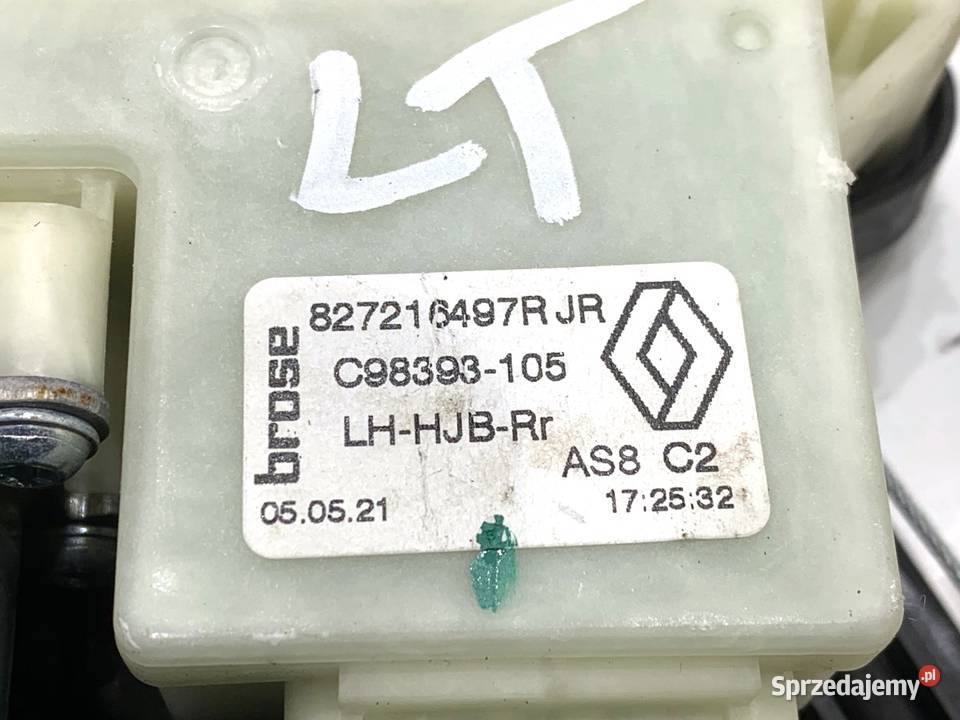 LT
827216497R JR
brose
C98393-105
LH-HJB-Rr
AS8 C2
05.05.21
17:25:32
Sprzedajemy.pl